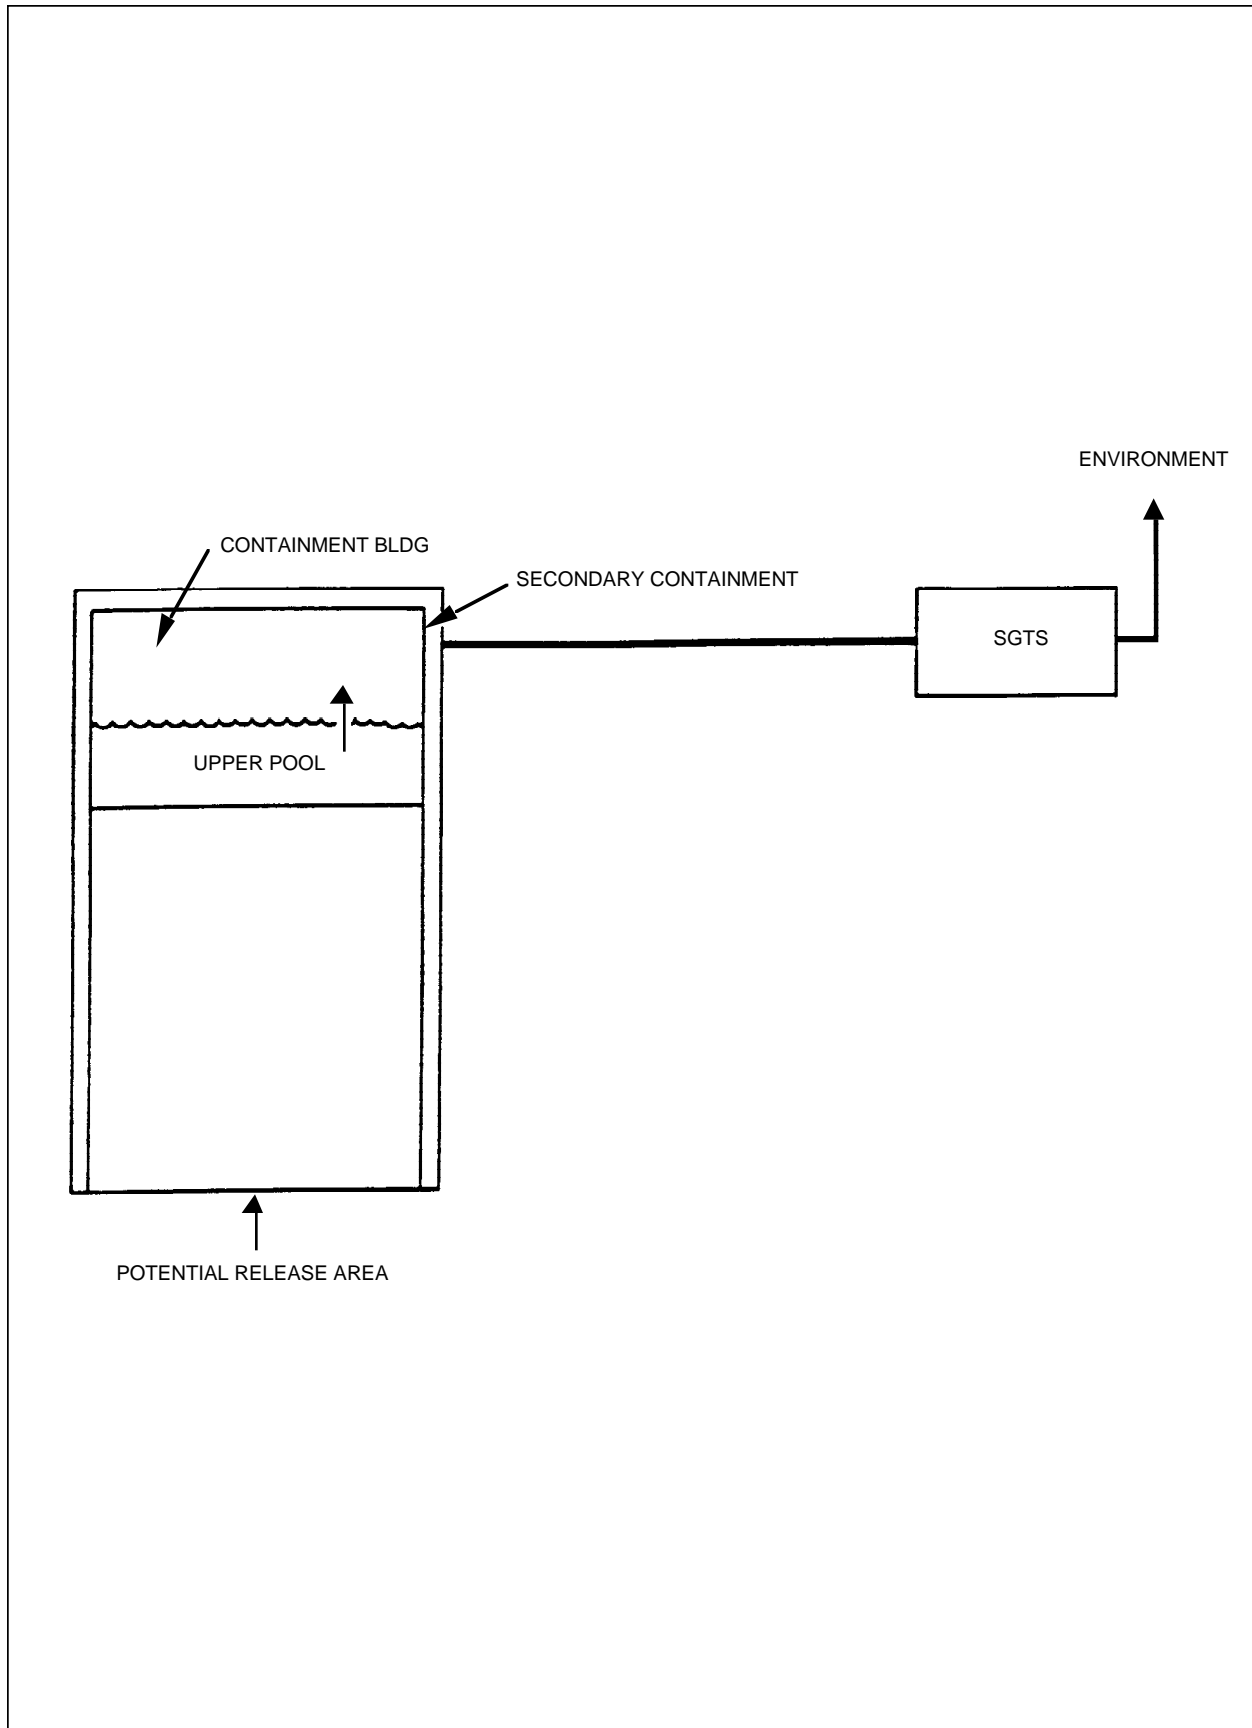 ENVIRONMENT
CONTAINMENT BLDG
SECONDARY CONTAINMENT
SGTS
UPPER POOL
POTENTIAL RELEASE AREA